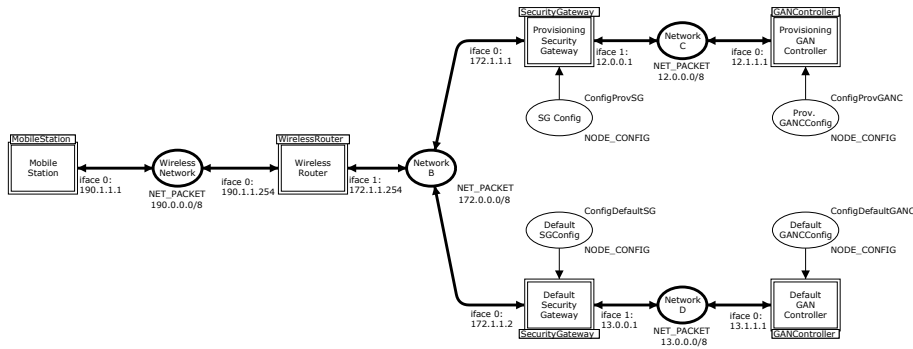 SecurityGateway
Provisioning
Security
Gateway
iface 0:
172.1.1.1
iface 1:
12.0.0.1
Network
C
NET_PACKET
12.0.0.0/8
GANController
Provisioning
GAN
Controller
iface 0:
12.1.1.1
ConfigProvSG
SG Config
NODE_CONFIG
ConfigProvGANC
Prov.
GANCConfig
NODE_CONFIG
MobileStation
Mobile
Station
iface 0:
190.1.1.1
Wireless
Network
NET_PACKET
190.0.0.0/8
WirelessRouter
Wireless
Router
iface 0:
190.1.1.254
iface 1:
172.1.1.254
Network
B
NET_PACKET
172.0.0.0/8
ConfigDefaultSG
Default
SGConfig
NODE_CONFIG
ConfigDefaultGANC
Default
GANCConfig
NODE_CONFIG
Default
Security
Gateway
SecurityGateway
iface 0:
172.1.1.2
iface 1:
13.0.0.1
Network
D
NET_PACKET
13.0.0.0/8
iface 0:
13.1.1.1
Default
GAN
Controller
GANController